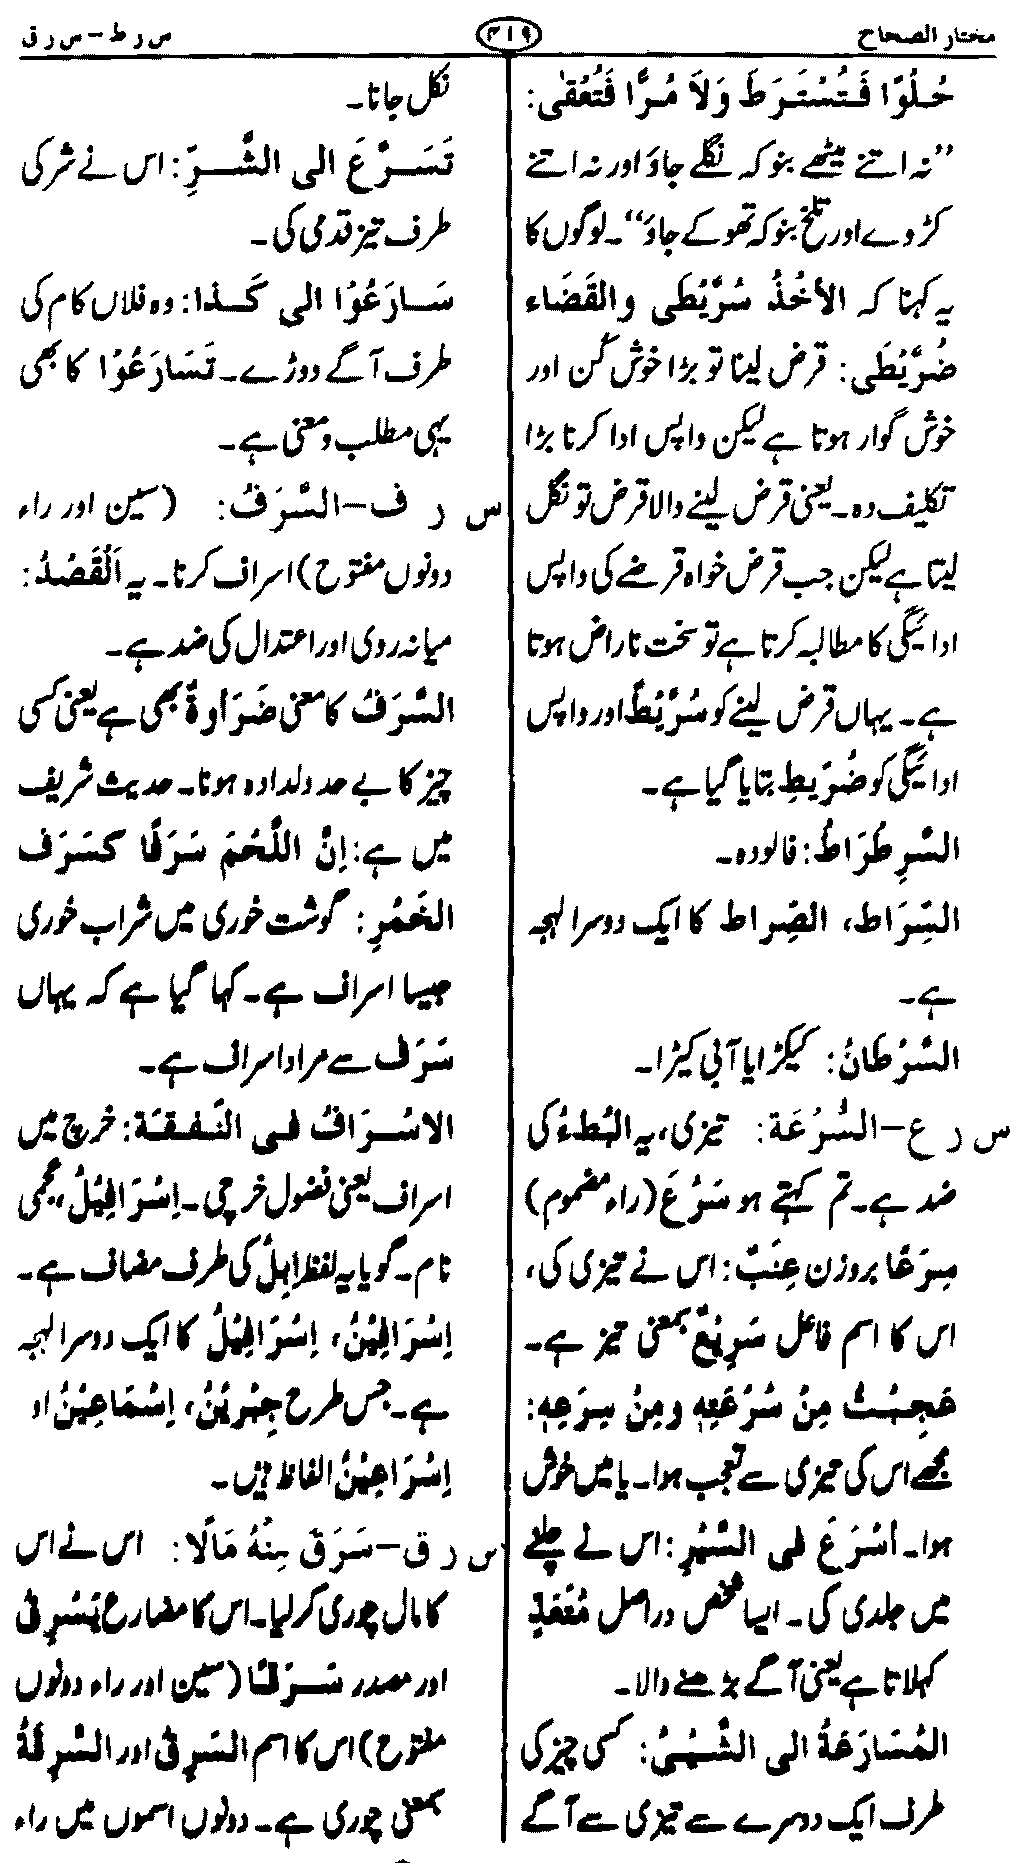 مختار الصحاح
۴۱۹
س ر ط – س ر ق
حُلْوًا فَتُسْتَرَطَ وَلاَ مُرًّا فَتُعْقٰی:
”نہ اتنے میٹھے بنو کہ نگلے جاؤ اور نہ اتنے
کڑوے اور تلخ بنو کہ تھوکے جاؤ“۔ لوگوں کا
یہ کہنا کہ الأخْذُ سُرَّيْطَى والقَضَاء
ضُرَّيْطَى: قرض لینا تو بڑا خوش کُن اور
خوش گوار ہوتا ہے لیکن واپس ادا کرنا بڑا
تکلیف دہ۔ یعنی قرض لینے والا قرض تو نگل
لیتا ہے لیکن جب قرض خواہ قرضے کی واپس
ادائیگی کا مطالبہ کرتا ہے تو سخت ناراض ہوتا
ہے۔ یہاں قرض لینے کو سُرَّيْطٌ اور واپس
ادائیگی کو ضُرَّيطِ بتایا گیا ہے۔
السِّرِطْرَاطُ: فالودہ۔
السِّرَاط، الصِّراط کا ایک دوسرا لہجہ
ہے۔
السَّرْطَانُ: کیکڑا یا آبی کیڑا۔
س ر ع – السُّرْعَة: تیزی، یہ البُطْءُ کی
ضد ہے۔ تم کہتے ہو سَرُعَ (راء مضموم)
سِرَعًا بروزن عِنَبٌ: اس نے تیزی کی،
اس کا اسم فاعل سَرِيْعٌ بمعنی تیز ہے۔
عَجِبْتُ مِنْ سُرْعَتِهٖ ومِنْ سِرَعِهٖ:
مجھے اس کی تیزی سے تعجب ہوا۔ یا میں خوش
ہوا۔ أسْرَعَ فی السَّيْرِ: اس نے چلنے
میں جلدی کی۔ ایسا شخص دراصل مُتَعَدٍّ
کہلاتا ہے یعنی آگے بڑھنے والا۔
المُسَارَعَةُ الی الشَّيْءِ: کسی چیز کی
طرف ایک دوسرے سے تیزی سے آگے
نکل جانا۔
تَسَرَّعَ الی الشَّرِّ: اس نے شر کی
طرف تیز قدمی کی۔
سَارَعُوْا الی كَذا: وہ فلاں کام کی
طرف آگے دوڑے۔ تَسَارَعُوْا کا بھی
یہی مطلب و معنی ہے۔
س ر ف – السَّرَفُ: (سین اور راء
دونوں مفتوح) اسراف کرنا۔ یہ اَلْقَصْدُ:
میانہ روی اور اعتدال کی ضد ہے۔
السَّرَفُ کا معنی ضَرَاوةٌ بھی ہے یعنی کسی
چیز کا بے حد دلدادہ ہونا۔ حدیث شریف
میں ہے: اِنَّ اللَّحْمَ سَرَفًا كسَرَفِ
الخَمْرِ: گوشت خوری میں شراب خوری
جیسا اسراف ہے۔ کہا گیا ہے کہ یہاں
سَرَف سے مراد اسراف ہے۔
الاسْرَافُ فی النَّفَقَة: خرچ میں
اسراف یعنی فضول خرچی۔ اِسْرَافِيْلُ، عجمی
نام۔ گویا یہ لفظ اِيلُ کی طرف مضاف ہے۔
اِسْرَافِيْنُ، اِسْرَافِيْلُ کا ایک دوسرا لہجہ
ہے۔ جس طرح جِبْرِيْنُ، اِسْمَاعِيْنُ او
اِسْرَاعِيْنُ الفاظ ہیں۔
س ر ق – سَرَقَ مِنْهُ مَالًا: اس نے اس
کا مال چوری کر لیا۔ اس کا مضارع يَسْرِقُ
اور مصدر سَرَقًا (سین اور راء دونوں
مفتوح) اس کا اسم السَرِقُ اور السَّرِقَةُ
بمعنی چوری ہے۔ دونوں اسموں میں راء